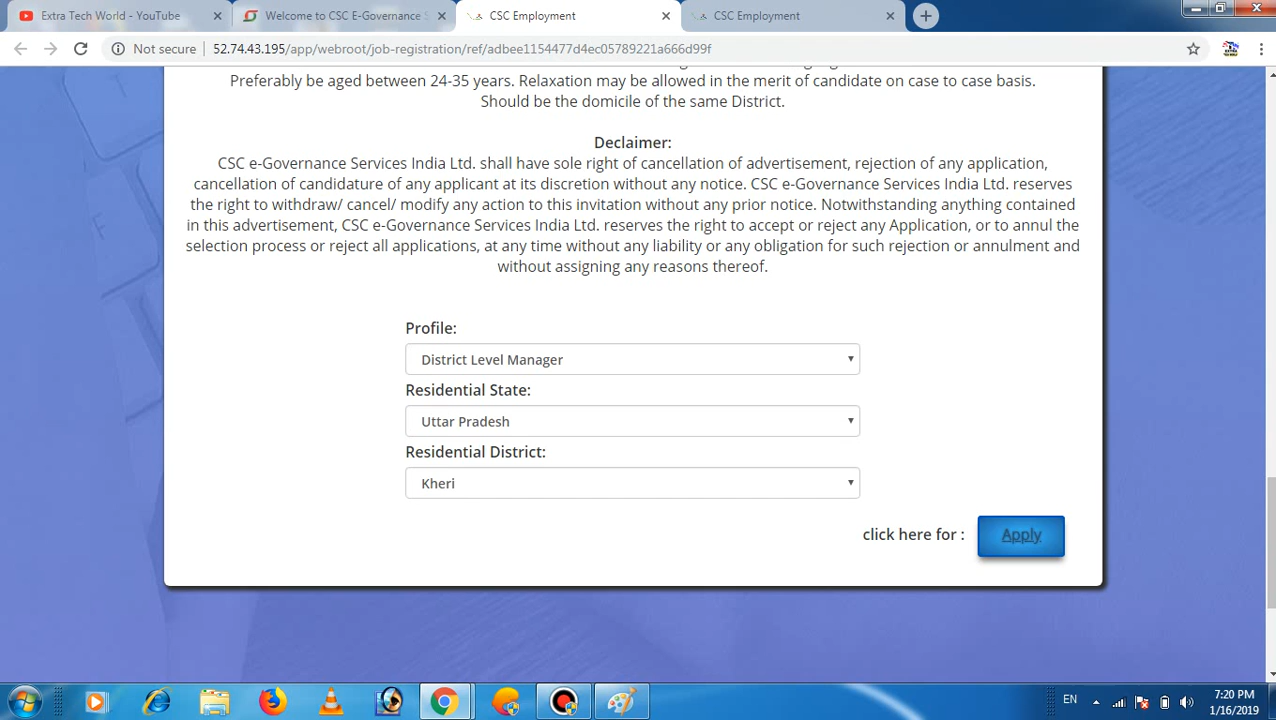 Extra Tech World - YouTube
Welcome to CSC E-Governance S
CSC Employment
CSC Employment
Not secure
52.74.43.195/app/webroot/job-registration/ref/adbee1154477d4ec05789221a666d99f
Preferably be aged between 24-35 years. Relaxation may be allowed in the merit of candidate on case to case basis.
Should be the domicile of the same District.
Declaimer:
CSC e-Governance Services India Ltd. shall have sole right of cancellation of advertisement, rejection of any application,
cancellation of candidature of any applicant at its discretion without any notice. CSC e-Governance Services India Ltd. reserves
the right to withdraw/ cancel/ modify any action to this invitation without any prior notice. Notwithstanding anything contained
in this advertisement, CSC e-Governance Services India Ltd. reserves the right to accept or reject any Application, or to annul the
selection process or reject all applications, at any time without any liability or any obligation for such rejection or annulment and
without assigning any reasons thereof.
Profile:
District Level Manager
Residential State:
Uttar Pradesh
Residential District:
Kheri
click here for : Apply
EN
7:20 PM
1/16/2019